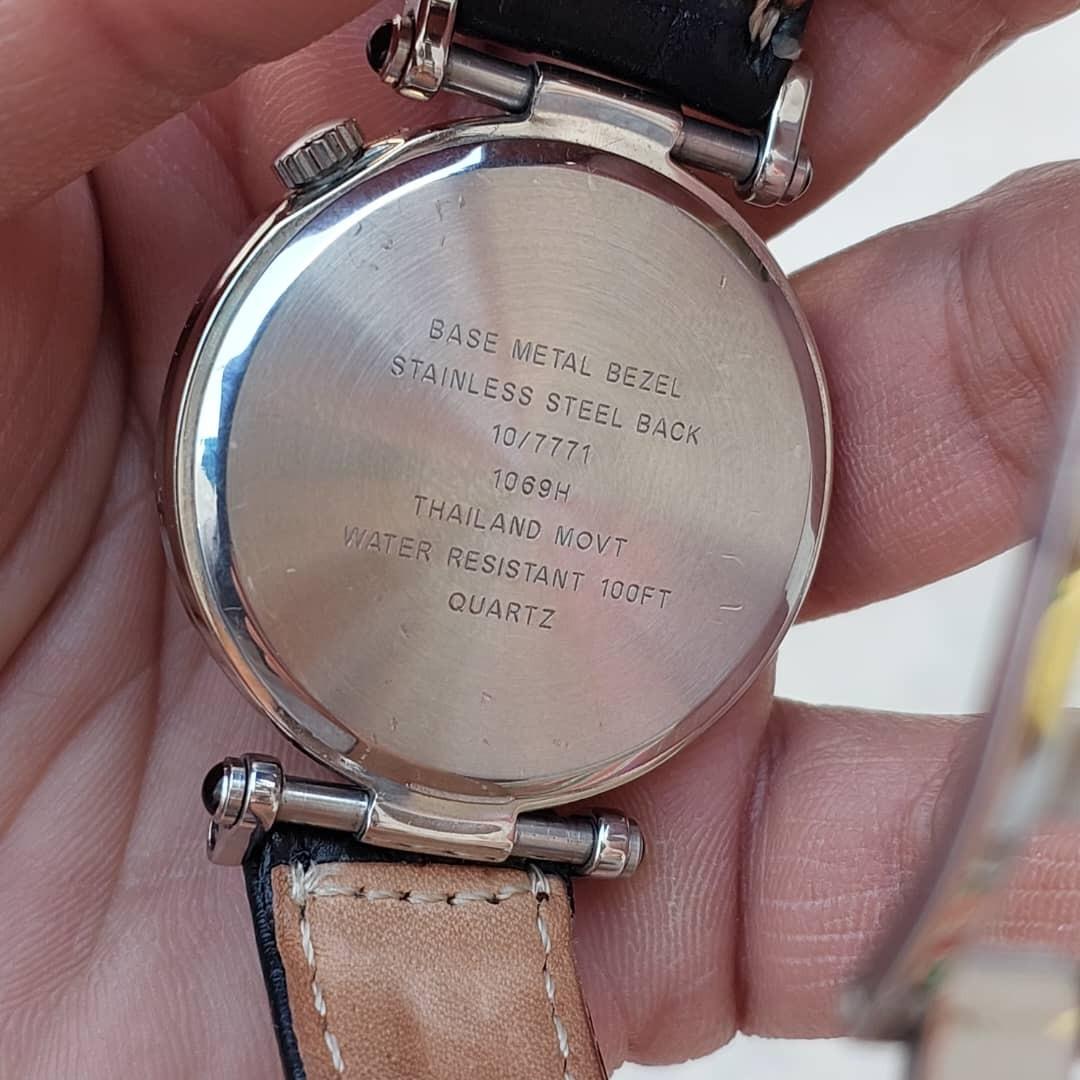 BASE METAL BEZEL
STAINLESS STEEL BACK
10/7771
1069H
THAILAND MOVT
WATER RESISTANT 100FT
QUARTZ